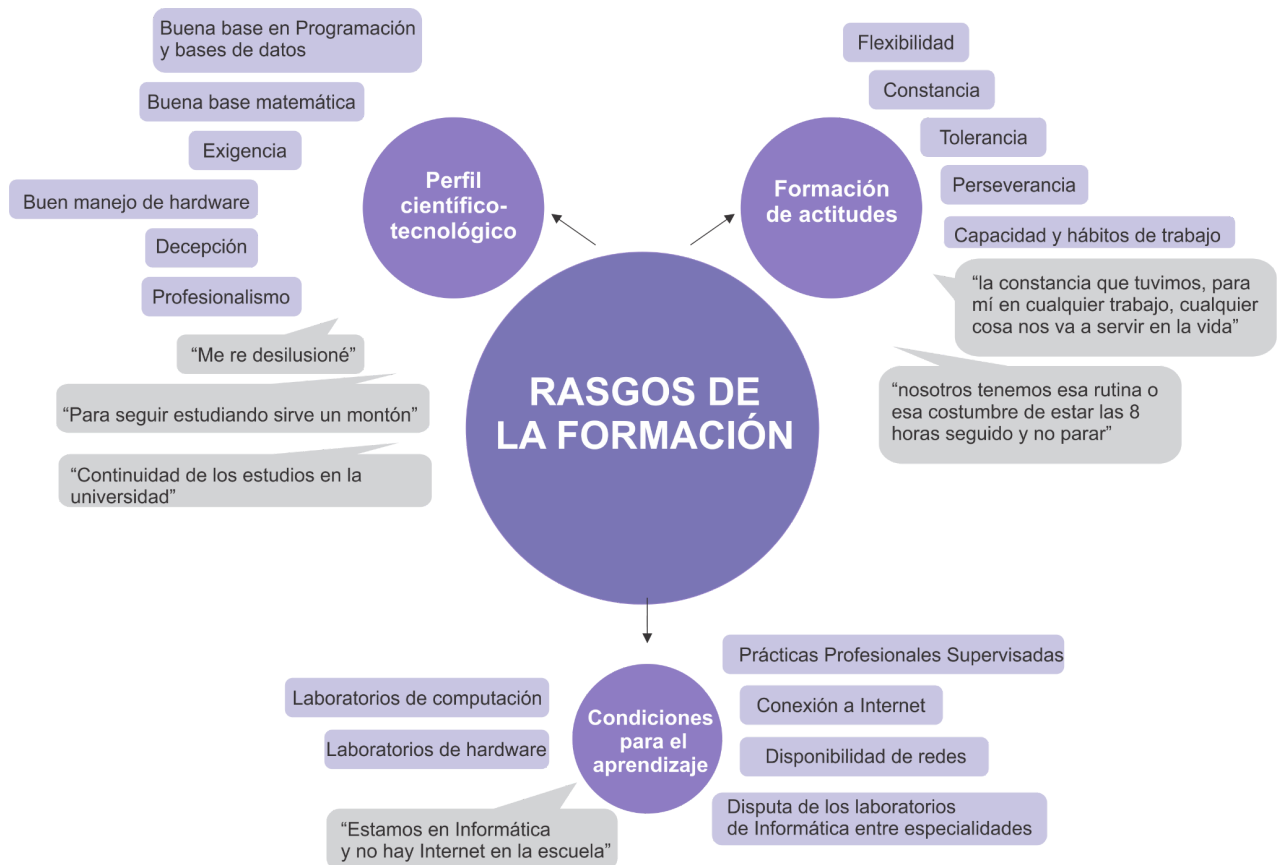 Buena base en Programación
y bases de datos
Buena base matemática
Exigencia
Buen manejo de hardware
Decepción
Profesionalismo
“Me re desilusioné”
“Para seguir estudiando sirve un montón”
“Continuidad de los estudios en la
universidad”
Perfil
científico-
tecnológico
Formación
de actitudes
Flexibilidad
Constancia
Tolerancia
Perseverancia
Capacidad y hábitos de trabajo
“la constancia que tuvimos, para
mí en cualquier trabajo, cualquier
cosa nos va a servir en la vida”
“nosotros tenemos esa rutina o
esa costumbre de estar las 8
horas seguido y no parar”
RASGOS DE
LA FORMACIÓN
Laboratorios de computación
Laboratorios de hardware
“Estamos en Informática
y no hay Internet en la escuela”
Condiciones
para el
aprendizaje
Prácticas Profesionales Supervisadas
Conexión a Internet
Disponibilidad de redes
Disputa de los laboratorios
de Informática entre especialidades